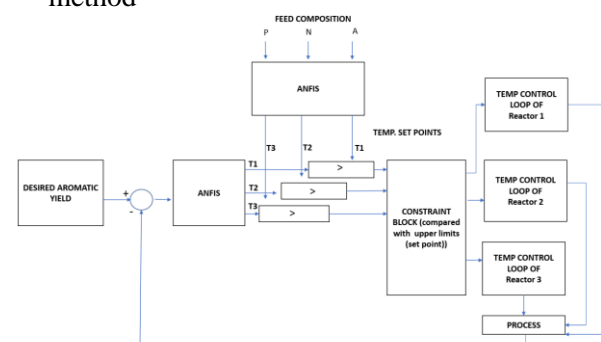 method
FEED COMPOSITION
P N A
ANFIS
T3 T2 T1
TEMP. SET POINTS
DESIRED AROMATIC
YIELD
+
-
ANFIS
T1
>
T2
>
T3
>
CONSTRAINT
BLOCK (compared
with upper limits
(set point))
TEMP CONTROL
LOOP OF
Reactor 1
TEMP CONTROL
LOOP OF
Reactor 2
TEMP CONTROL
LOOP OF
Reactor 3
PROCESS